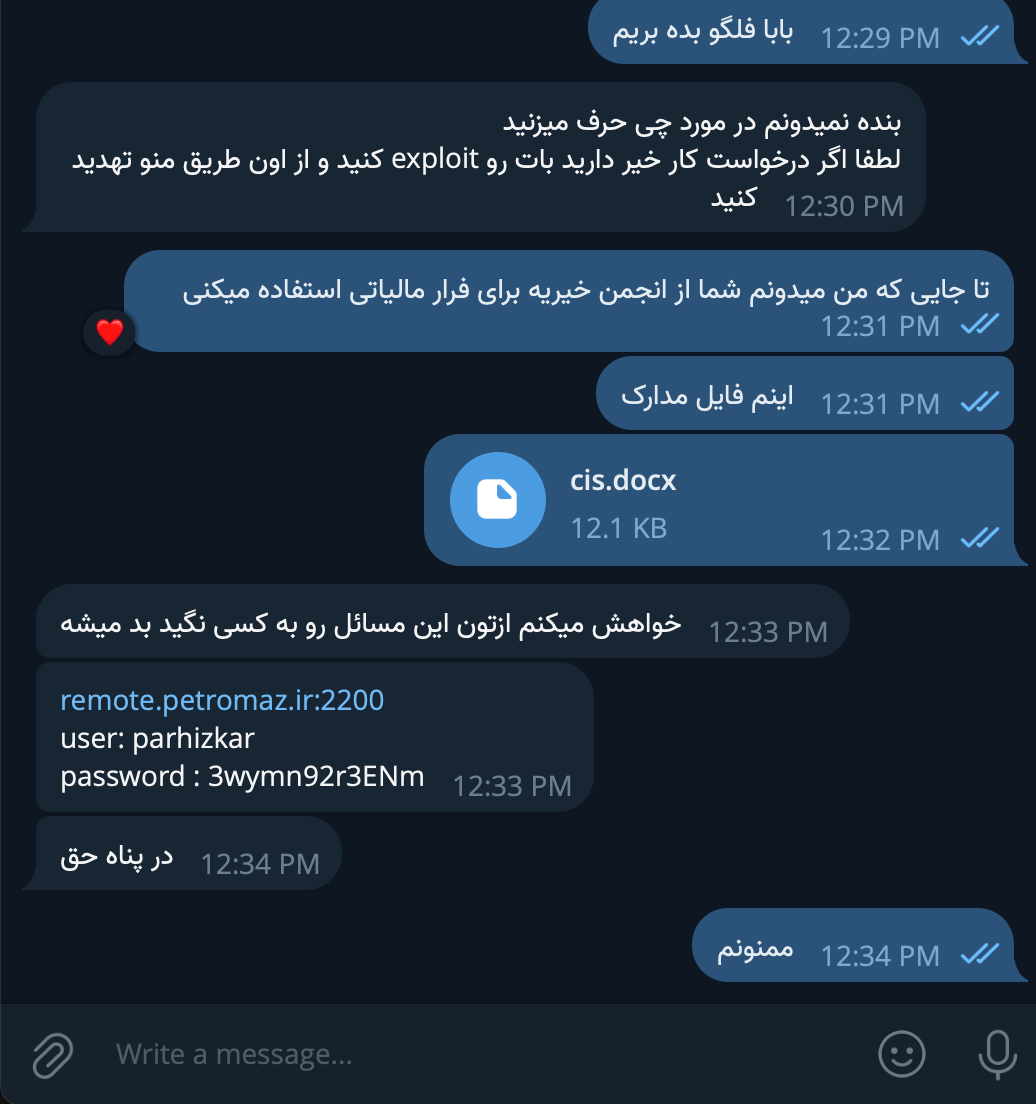 بابا فلگو بده بریم
12:29 PM
بنده نمیدونم در مورد چی حرف میزنید
لطفا اگر درخواست کار خیر دارید بات رو exploit کنید و از اون طریق منو تهدید
کنید
12:30 PM
تا جایی که من میدونم شما از انجمن خیریه برای فرار مالیاتی استفاده میکنی
12:31 PM
اینم فایل مدارک
12:31 PM
cis.docx
12.1 KB
12:32 PM
خواهش میکنم ازتون این مسائل رو به کسی نگید بد میشه
12:33 PM
remote.petromaz.ir:2200
user: parhizkar
password : 3wymn92r3ENm
12:33 PM
در پناه حق
12:34 PM
ممنونم
12:34 PM
Write a message...